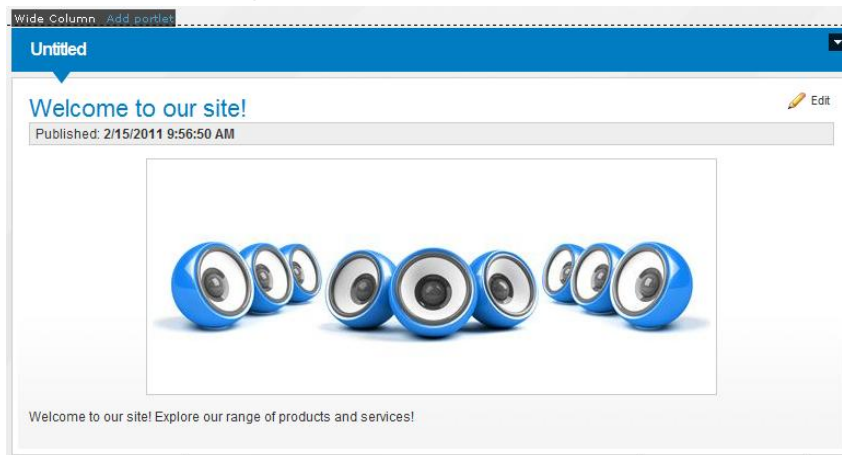 Wide Column Add portlet
Untitled
Welcome to our site!
Edit
Published: 2/15/2011 9:56:50 AM
Welcome to our site! Explore our range of products and services!